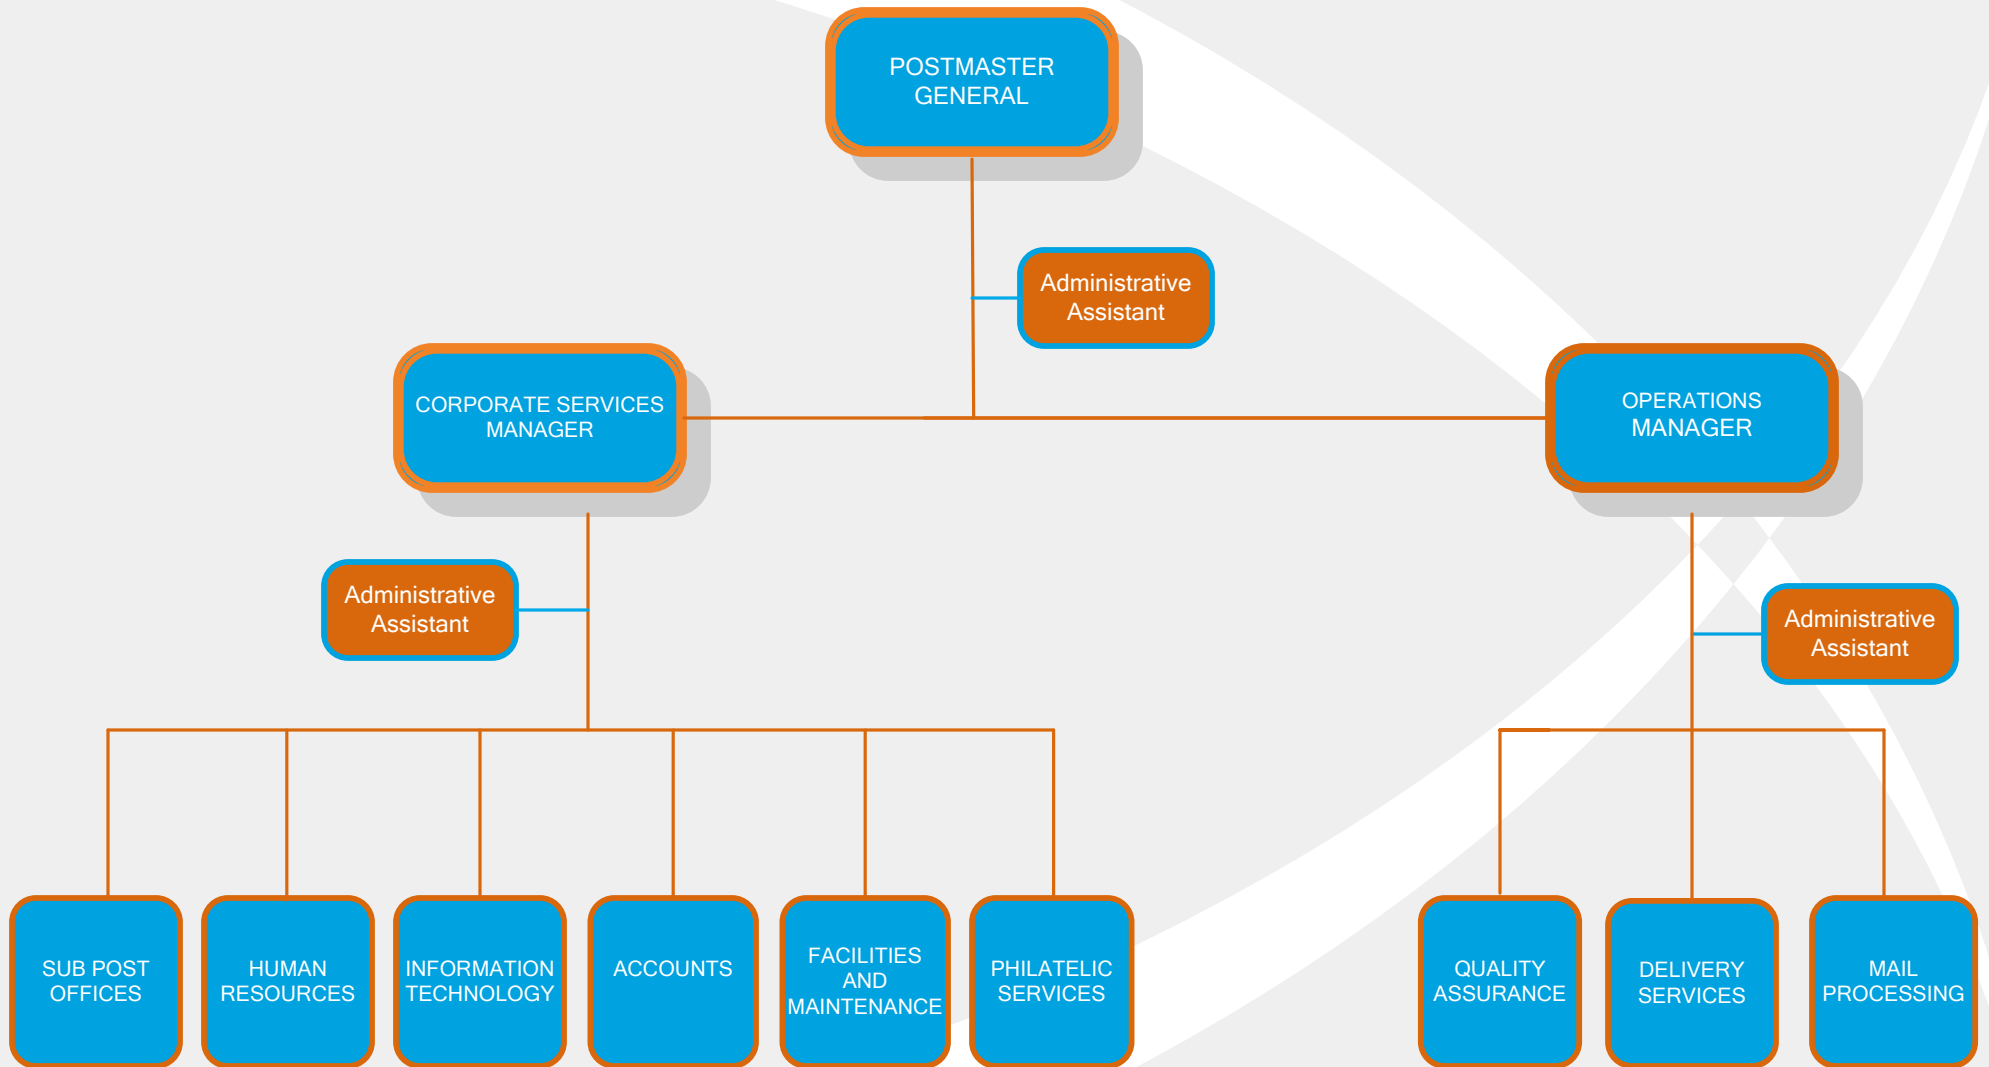 POSTMASTER
GENERAL
Administrative
Assistant
CORPORATE SERVICES
MANAGER
OPERATIONS
MANAGER
Administrative
Assistant
Administrative
Assistant
SUB POST
OFFICES
HUMAN
RESOURCES
INFORMATION
TECHNOLOGY
ACCOUNTS
FACILITIES
AND
MAINTENANCE
PHILATELIC
SERVICES
QUALITY
ASSURANCE
DELIVERY
SERVICES
MAIL
PROCESSING